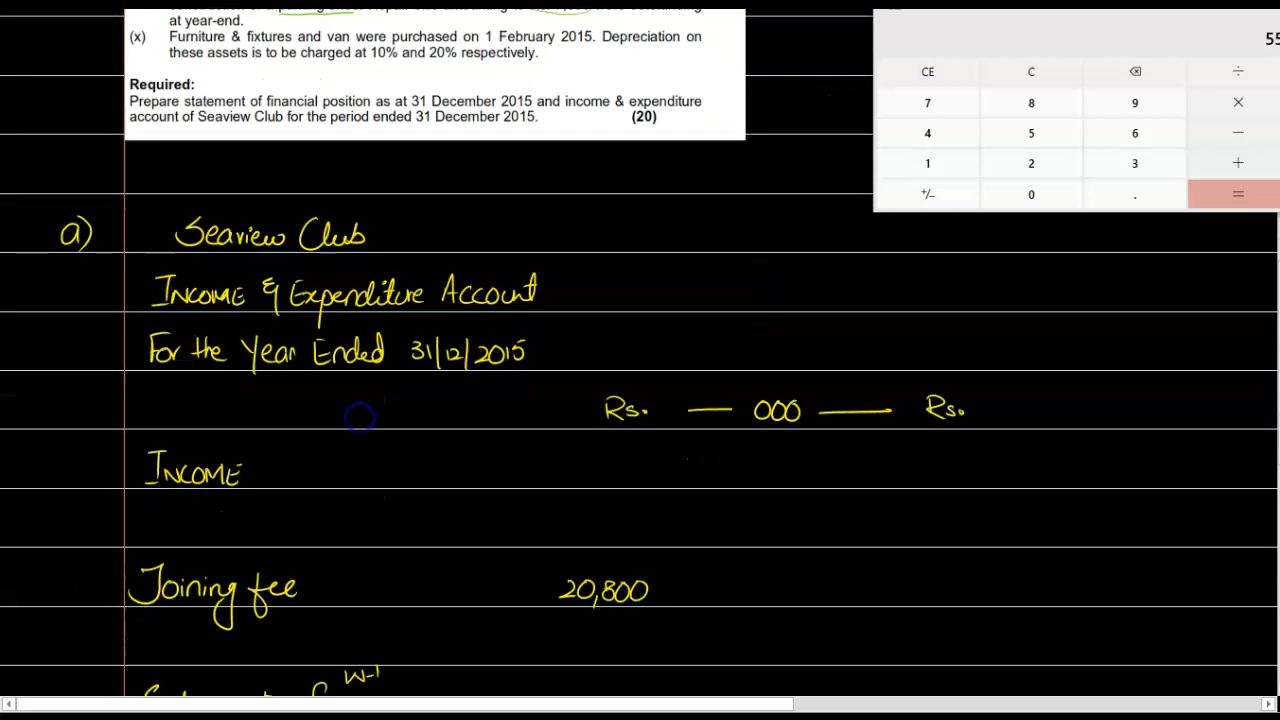 at year-end.
(x) Furniture & fixtures and van were purchased on 1 February 2015. Depreciation on
these assets is to be charged at 10% and 20% respectively.
Required:
Prepare statement of financial position as at 31 December 2015 and income & expenditure
account of Seaview Club for the period ended 31 December 2015. (20)
55
CE C ⌫ ÷
7 8 9 ×
4 5 6 −
1 2 3 +
+/− 0 . =
a) Seaview Club
Income & Expenditure Account
For the Year Ended 31/12/2015
Rs. — 000 — Rs.
Income
Joining fee 20,800
W-1